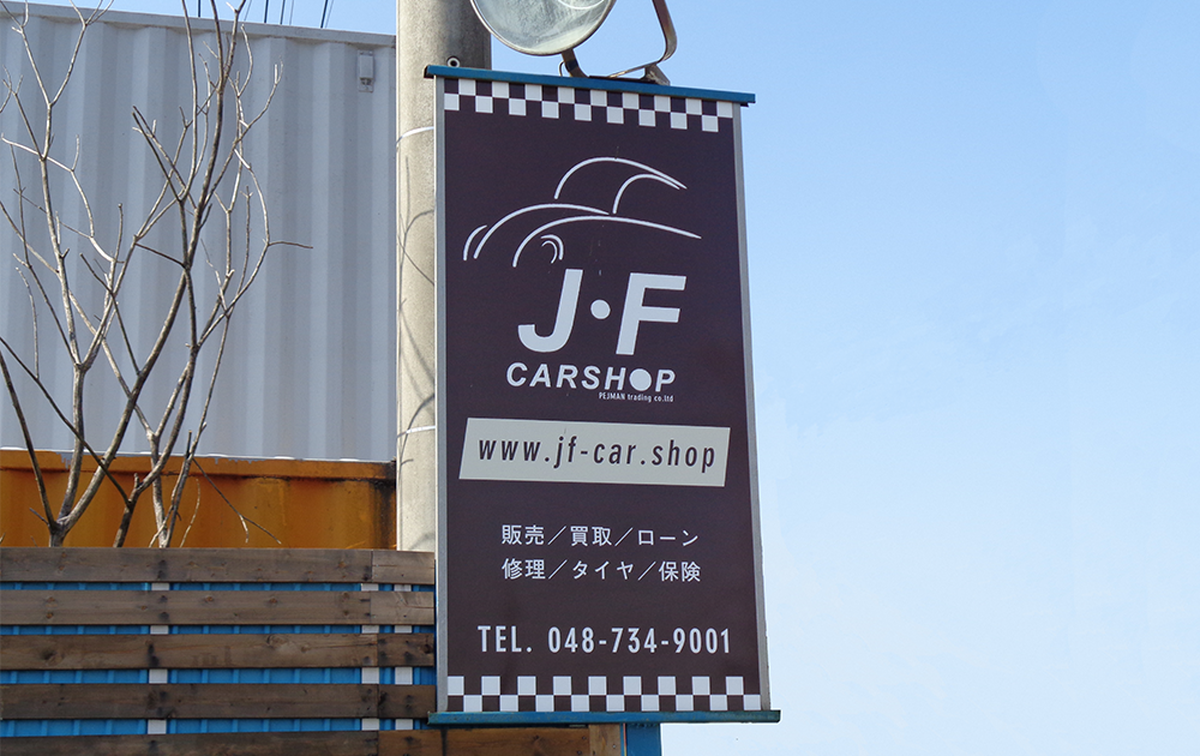 J·F
CARSHOP
PEJMAN trading co.ltd
www.jf-car.shop
販売／買取／ローン
修理／タイヤ／保険
TEL. 048-734-9001